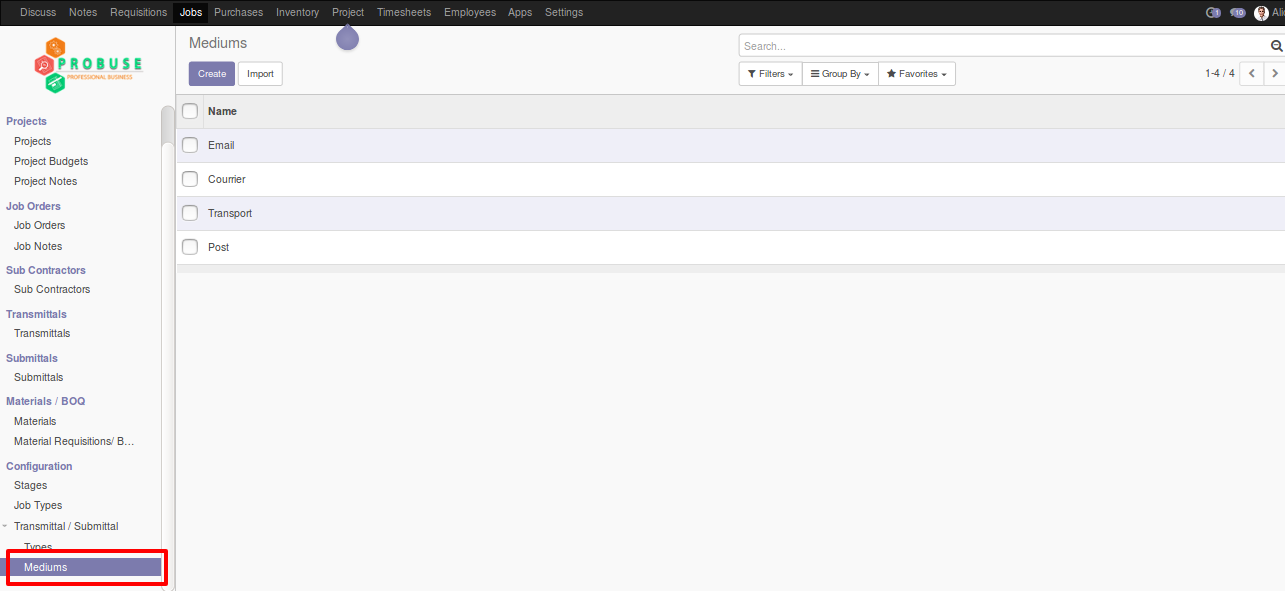 Discuss Notes Requisitions Jobs Purchases Inventory Project Timesheets Employees Apps Settings 1 10 Ali
PROBUSE
PROFESSIONAL BUSINESS
Mediums
Search...
Create Import
Filters Group By Favorites
1-4 / 4
Projects
Projects
Project Budgets
Project Notes
Job Orders
Job Orders
Job Notes
Sub Contractors
Sub Contractors
Transmittals
Transmittals
Submittals
Submittals
Materials / BOQ
Materials
Material Requisitions/ B...
Configuration
Stages
Job Types
Transmittal / Submittal
Types
Mediums
Name
Email
Courrier
Transport
Post